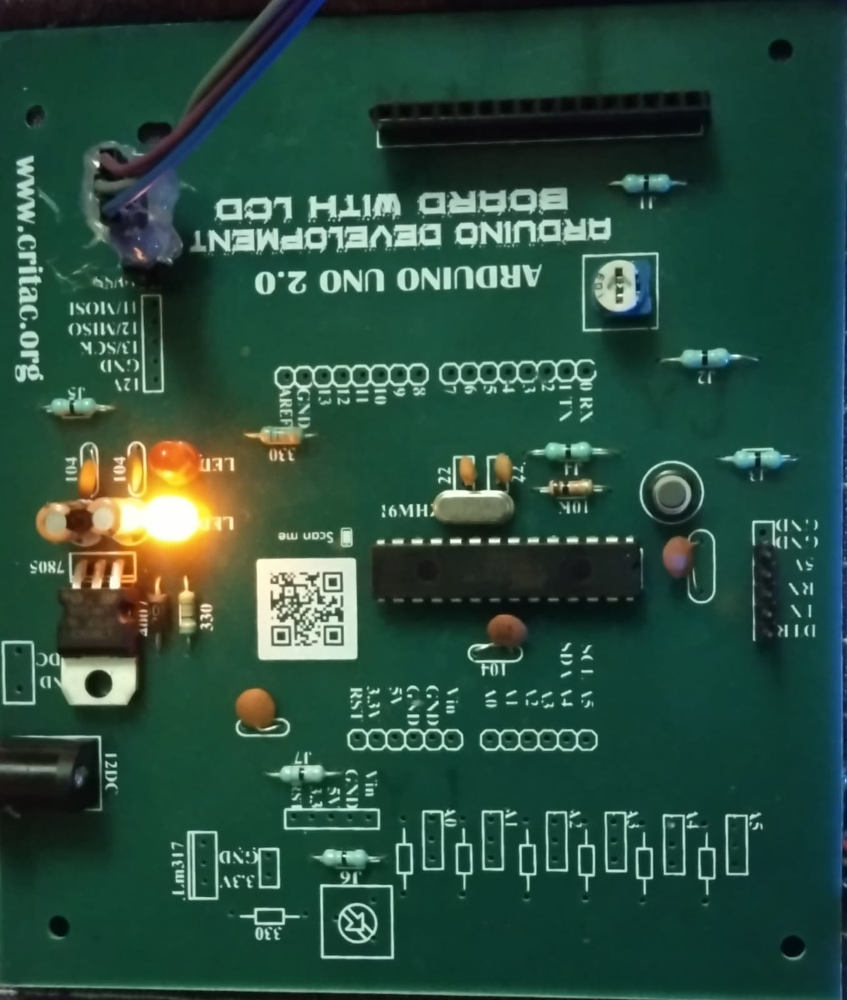 www.critac.org
ARDUINO UNO 2.0
ARDUINO DEVELOPMENT
BOARD WITH LCD
J1
103
J2
11/MOSI
12/MISO
13/SCK
GND
12V
J5
AREF
GND
13
12
11
10
9
8
7
6
5
4
3
2
1 TX
0 RX
330
104
104
LED
LED
22
22
J4
10K
J3
16MH
Scan me
7805
4007
330
GND
GND
5V
RX
TX
DTR
DC
104
SCL
SDA
RST
3.3V
5V
GND
GND
Vin
A0
A1
A2
A3
A4
A5
12DC
J7
RST
3.3
5V
GND
Vin
A0
A1
A2
A3
A4
A5
Lm317
GND
3.3V
J6
330